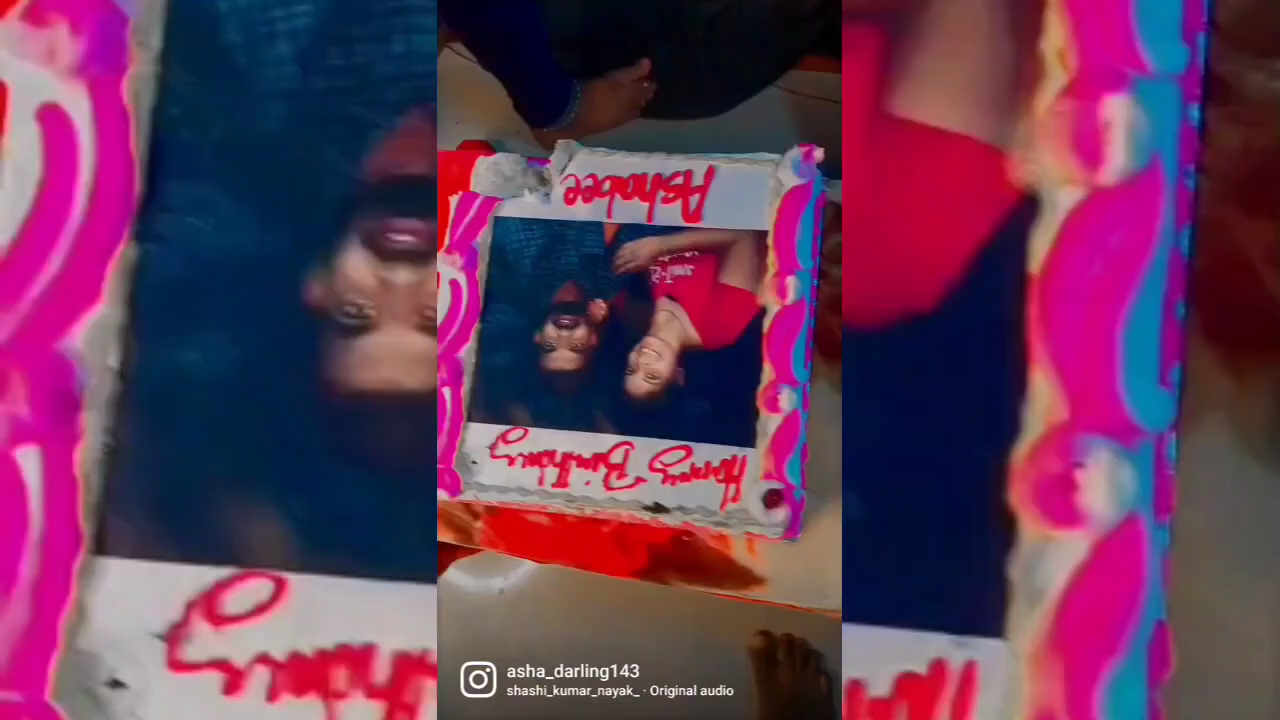 Happy Birthday
Ashabee
asha_darling143
shashi_kumar_nayak_ · Original audio